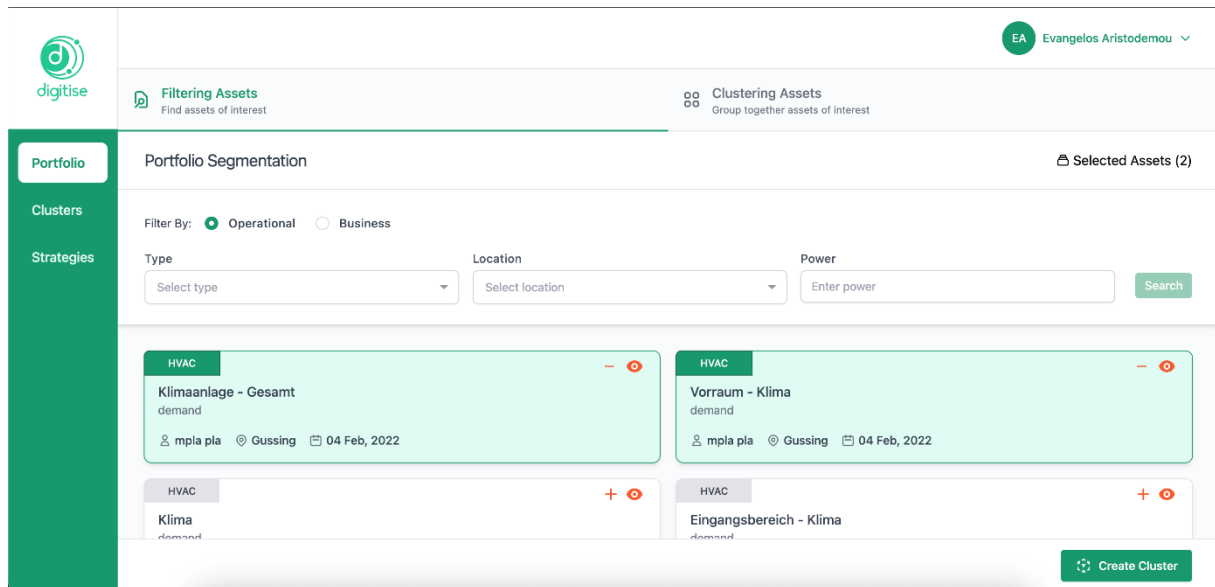 EA Evangelos Aristodemou
digitise
Filtering Assets
Find assets of interest
Clustering Assets
Group together assets of interest
Portfolio
Clusters
Strategies
Portfolio Segmentation
Selected Assets (2)
Filter By: Operational Business
Type
Select type
Location
Select location
Power
Enter power
Search
HVAC
Klimaanlage - Gesamt
demand
mpla pla Gussing 04 Feb, 2022
HVAC
Vorraum - Klima
demand
mpla pla Gussing 04 Feb, 2022
HVAC
Klima
demand
HVAC
Eingangsbereich - Klima
demand
Create Cluster